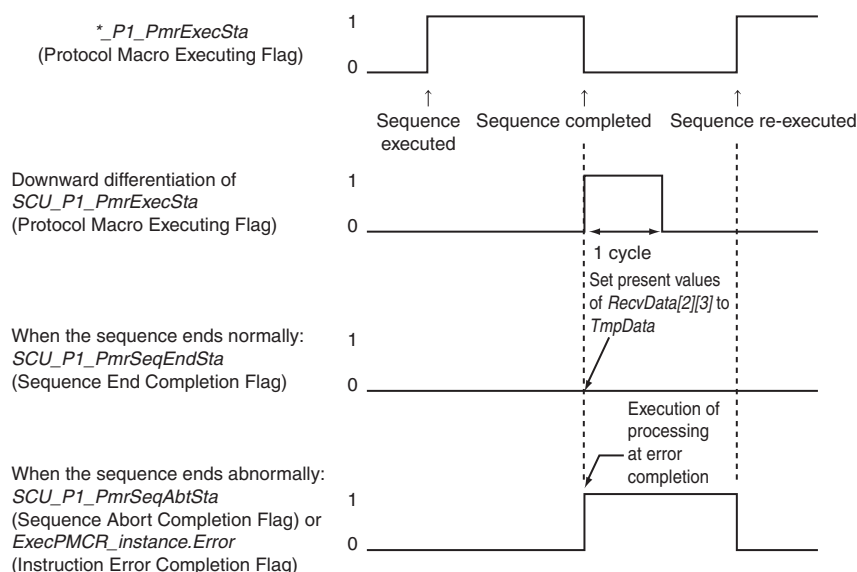 *_P1_PmrExecSta
(Protocol Macro Executing Flag)
1
0
↑
Sequence executed
↑
Sequence completed
↑
Sequence re-executed
Downward differentiation of
SCU_P1_PmrExecSta
(Protocol Macro Executing Flag)
1
0
1 cycle
Set present values
of RecvData[2][3] to
TmpData
When the sequence ends normally:
SCU_P1_PmrSeqEndSta
(Sequence End Completion Flag)
1
0
Execution of
processing
at error
completion
When the sequence ends abnormally:
SCU_P1_PmrSeqAbtSta
(Sequence Abort Completion Flag) or
ExecPMCR_instance.Error
(Instruction Error Completion Flag)
1
0